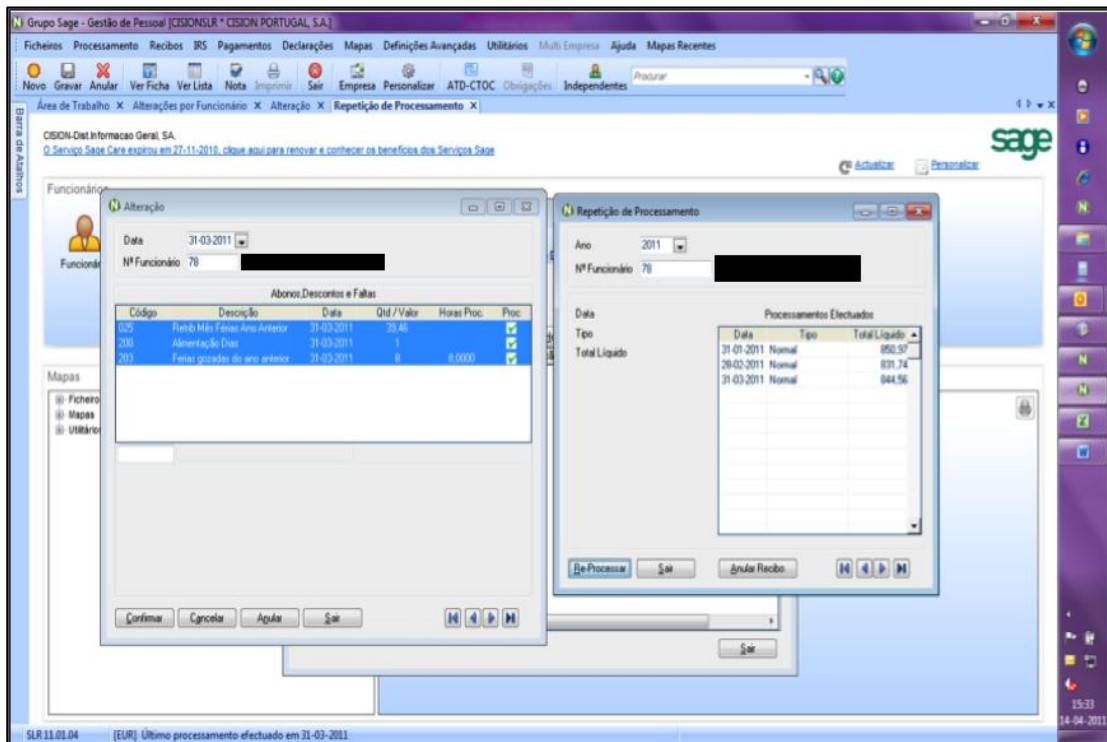 Grupo Sage - Gestão de Pessoal [CISIONSLR * CISION PORTUGAL, S.A.]
Ficheiros Processamento Recibos IRS Pagamentos Declarações Mapas Definições Avançadas Utilitários Multi Empresa Ajuda Mapas Recentes
Novo Gravar Anular Ver Ficha Ver Lista Nota Imprimir Sair Empresa Personalizar ATD-CTOC Obrigações Independentes Procurar
Área de Trabalho X Alterações por Funcionário X Alteração X Repetição de Processamento X
Barra de Atalhos
CISION-Dist.Informacao Geral, SA.
O Serviço Sage Care expirou em 27-11-2010, clique aqui para renovar e conhecer os benefícios dos Serviços Sage
sage
Actualizar Personalizar
Funcionários
Funcioná
Mapas
Ficheiro
Mapas
Utilitário
Alteração
Data 31-03-2011
Nº Funcionário 78
Abonos,Descontos e Faltas
Código Descrição Data Qtd / Valor Horas Proc. Proc
025 Retrib Mês Férias Ano Anterior 31-03-2011 39,46
200 Alimentação Dias 31-03-2011 1
203 Ferias gozadas do ano anterior 31-03-2011 8 8,0000
Confirmar Cancelar Anular Sair
Repetição de Processamento
Ano 2011
Nº Funcionário 78
Data
Tipo
Total Líquido
Processamentos Efectuados
Data Tipo Total Líquido
31-01-2011 Normal 850,97
28-02-2011 Normal 831,74
31-03-2011 Normal 844,56
Re-Processar Sair Anular Recibo
Sair
SLR 11.01.04 [EUR] Último processamento efectuado em 31-03-2011
15:33
14-04-2011